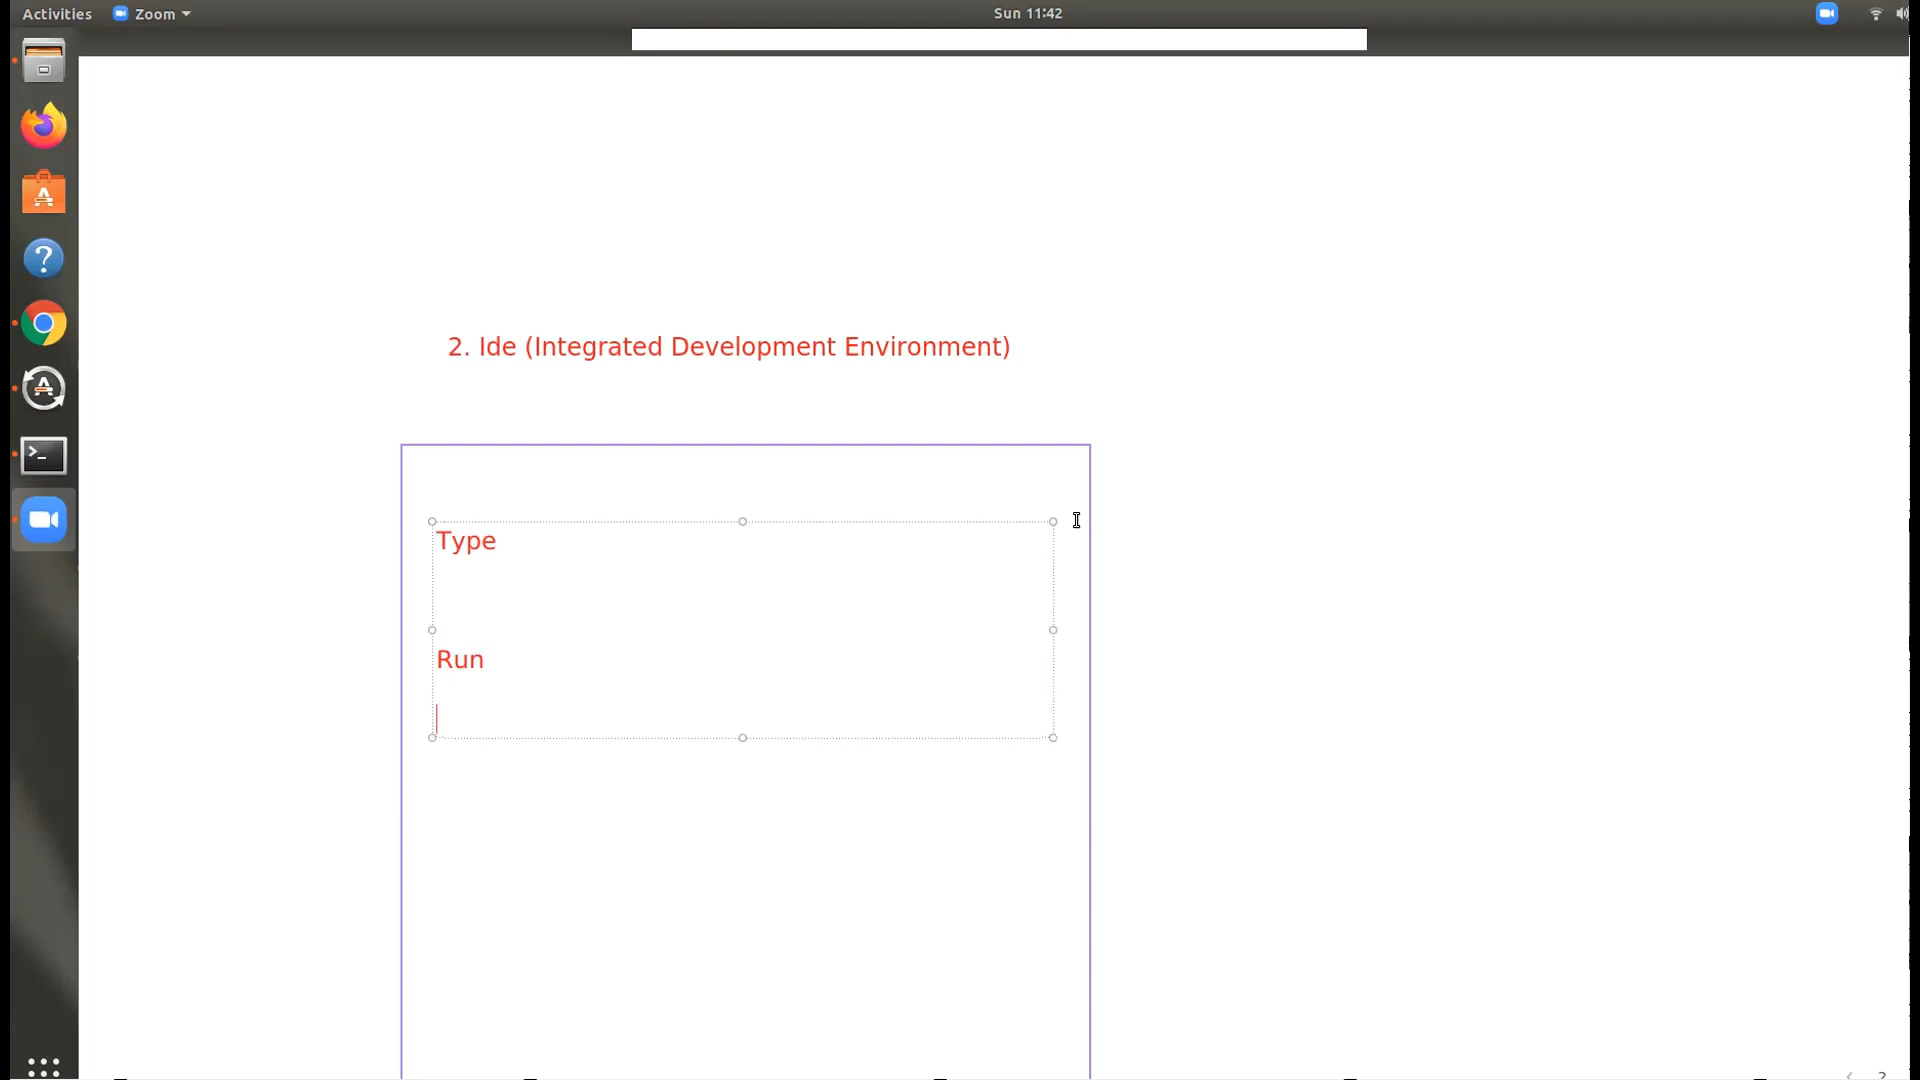 Activities
Zoom
Sun 11:42
2. Ide (Integrated Development Environment)
Type
Run